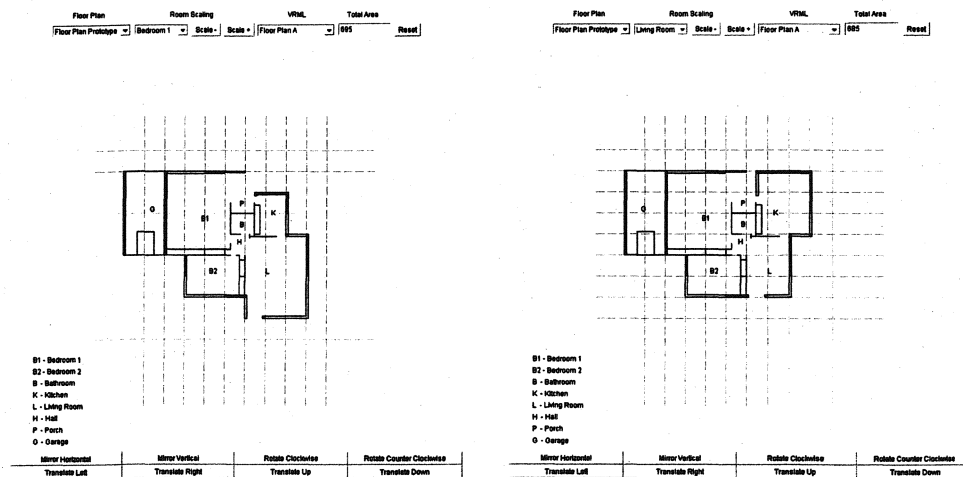 Floor Plan Room Scaling VRML Total Area
Floor Plan Prototype Bedroom 1 Scale - Scale + Floor Plan A 695 Reset
P
G B1 K
B
H
B2 L
B1 - Bedroom 1
B2 - Bedroom 2
B - Bathroom
K - Kitchen
L - Living Room
H - Hall
P - Porch
G - Garage
Mirror Horizontal Mirror Vertical Rotate Clockwise Rotate Counter Clockwise
Translate Left Translate Right Translate Up Translate Down
Floor Plan Room Scaling VRML Total Area
Floor Plan Prototype Living Room Scale - Scale + Floor Plan A 685 Reset
P
G B1 K
B
H
B2 L
B1 - Bedroom 1
B2 - Bedroom 2
B - Bathroom
K - Kitchen
L - Living Room
H - Hall
P - Porch
G - Garage
Mirror Horizontal Mirror Vertical Rotate Clockwise Rotate Counter Clockwise
Translate Left Translate Right Translate Up Translate Down